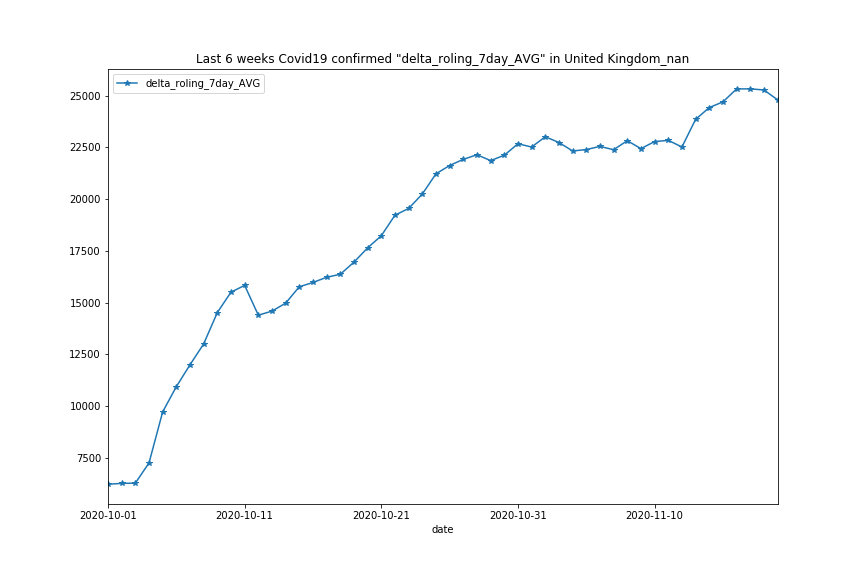 Last 6 weeks Covid19 confirmed "delta_roling_7day_AVG" in United Kingdom_nan
delta_roling_7day_AVG
25000
22500
20000
17500
15000
12500
10000
7500
2020-10-01 2020-10-11 2020-10-21 2020-10-31 2020-11-10
date